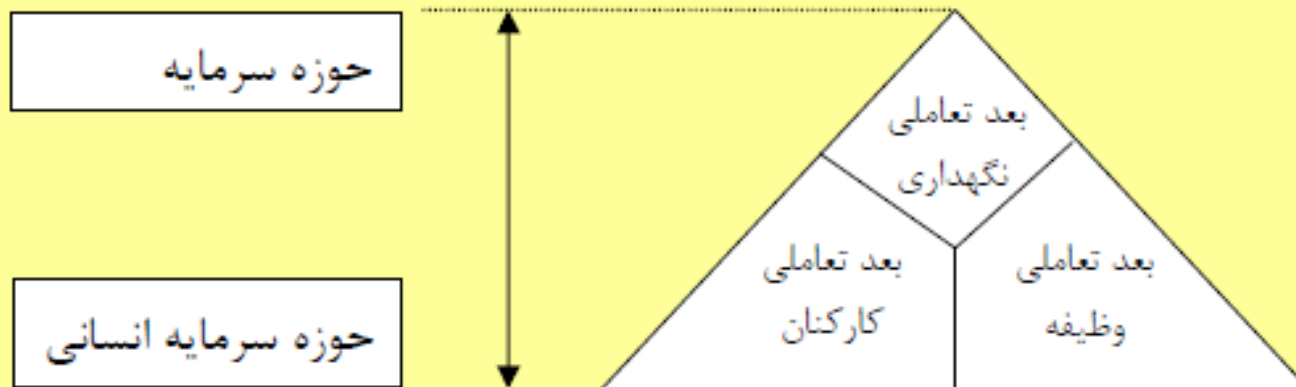 حوزه سرمایه
بعد تعاملی
نگهداری
بعد تعاملی
وظیفه
بعد تعاملی
کارکنان
حوزه سرمایه انسانی